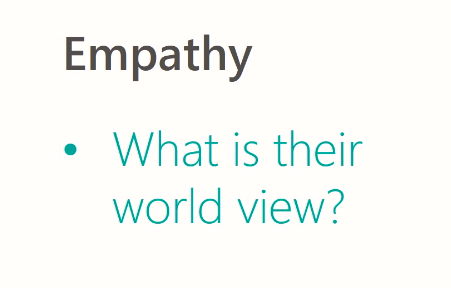 Empathy
• What is their
world view?